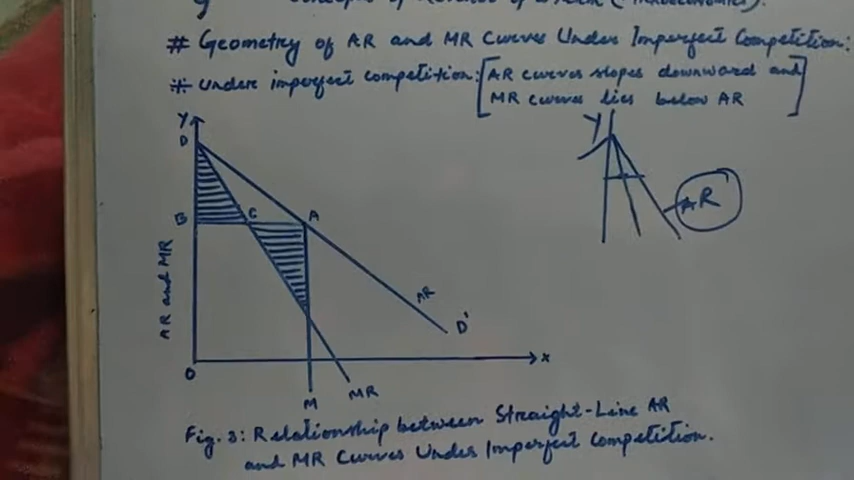 # Geometry of AR and MR Curves Under Imperfect Competition:
* Under imperfect competition: [AR curves slopes downward and
MR curves lies below AR]
Y
D
B
C
A
AR and MR
AR
D'
O
X
M
MR
Y
AR
Fig. 3: Relationship between Straight-Line AR
and MR Curves Under Imperfect Competition.